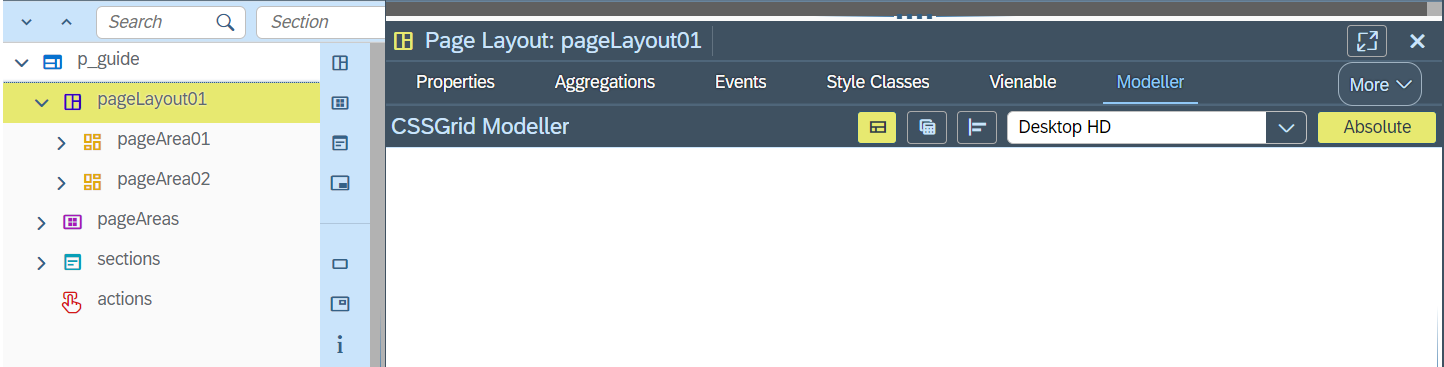 Search
Section
p_guide
pageLayout01
pageArea01
pageArea02
pageAreas
sections
actions
Page Layout: pageLayout01
Properties
Aggregations
Events
Style Classes
Vienable
Modeller
More
CSSGrid Modeller
Desktop HD
Absolute